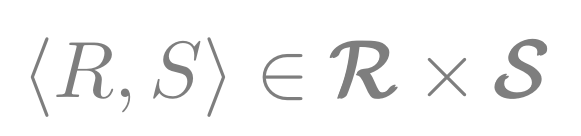 ⟨R, S⟩ ∈ 𝓡 × 𝓢